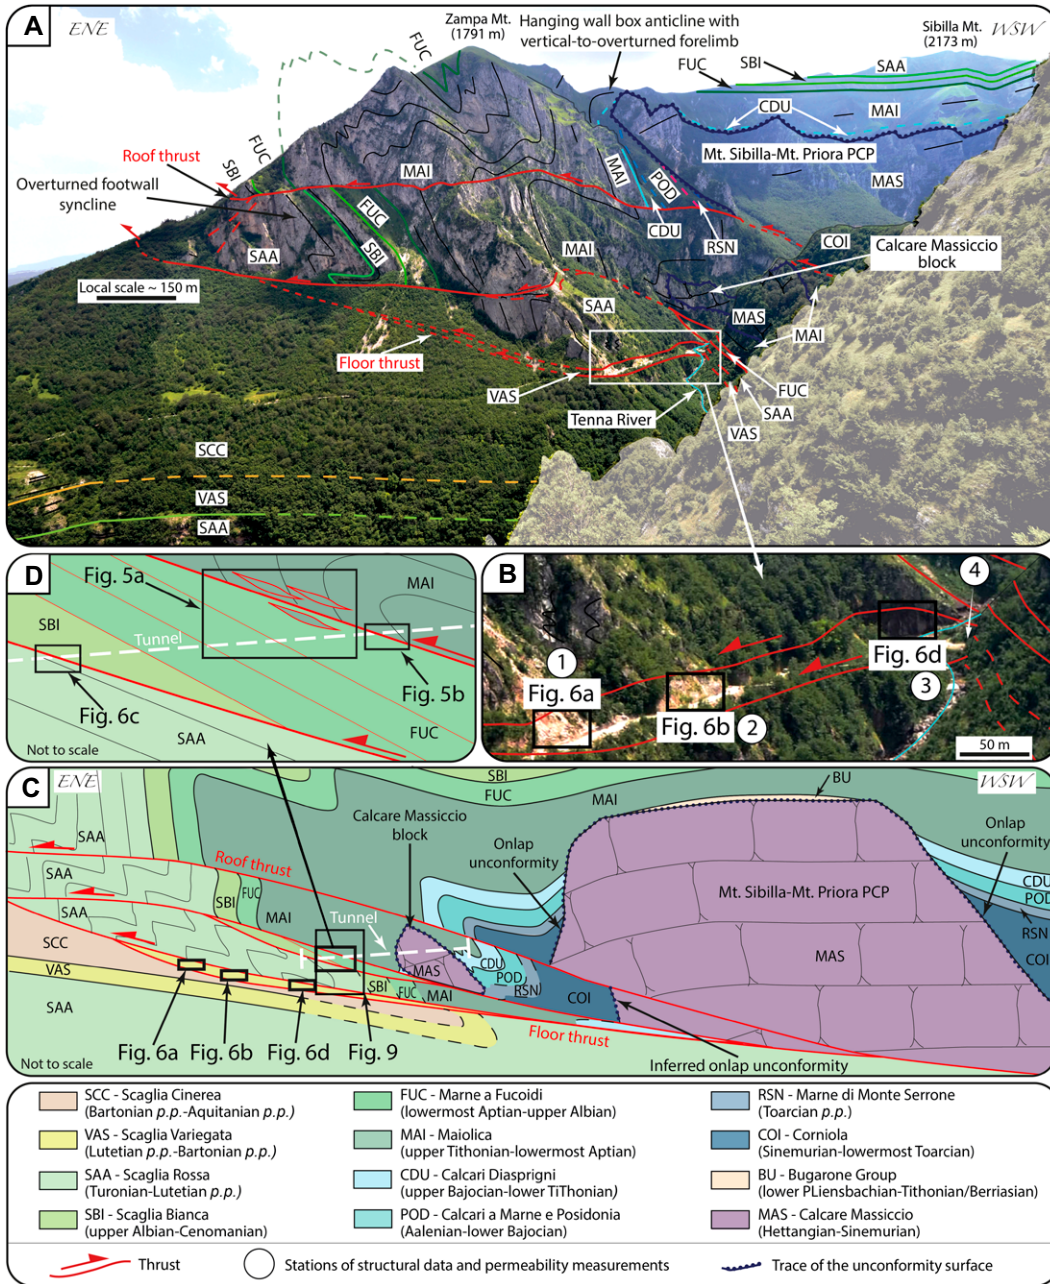 A
ENE
Zampa Mt.
(1791 m)
Hanging wall box anticline with
vertical-to-overturned forelimb
Sibilla Mt.
(2173 m)
WSW
FUC
FUC
SBI
SAA
CDU
MAI
Mt. Sibilla-Mt. Priora PCP
MAS
Roof thrust
SBI
FUC
MAI
MAI
POD
Overturned footwall
syncline
FUC
SBI
SAA
CDU
RSN
COI
MAI
Calcare Massiccio
block
Local scale ~ 150 m
SAA
MAS
MAI
Floor thrust
VAS
Tenna River
FUC
SAA
VAS
SCC
VAS
SAA
D
Fig. 5a
MAI
SBI
Tunnel
Fig. 5b
Fig. 6c
SAA
FUC
Not to scale
B
4
1
Fig. 6a
Fig. 6b
2
Fig. 6d
3
50 m
C
ENE
WSW
SBI
FUC
MAI
BU
Calcare Massiccio
block
Onlap
unconformity
Onlap
unconformity
SAA
Roof thrust
SAA
SBI
FUC
MAI
Tunnel
Mt. Sibilla-Mt. Priora PCP
CDU
POD
RSN
SAA
SCC
MAS
CDU
POD
RSN
MAS
COI
VAS
SBI
FUC
MAI
COI
SAA
Floor thrust
Fig. 6a
Fig. 6b
Fig. 6d
Fig. 9
Inferred onlap unconformity
Not to scale
SCC - Scaglia Cinerea
(Bartonian p.p.-Aquitanian p.p.)
VAS - Scaglia Variegata
(Lutetian p.p.-Bartonian p.p.)
SAA - Scaglia Rossa
(Turonian-Lutetian p.p.)
SBI - Scaglia Bianca
(upper Albian-Cenomanian)
FUC - Marne a Fucoidi
(lowermost Aptian-upper Albian)
MAI - Maiolica
(upper Tithonian-lowermost Aptian)
CDU - Calcari Diasprigni
(upper Bajocian-lower TiThonian)
POD - Calcari a Marne e Posidonia
(Aalenian-lower Bajocian)
RSN - Marne di Monte Serrone
(Toarcian p.p.)
COI - Corniola
(Sinemurian-lowermost Toarcian)
BU - Bugarone Group
(lower PLiensbachian-Tithonian/Berriasian)
MAS - Calcare Massiccio
(Hettangian-Sinemurian)
Thrust
Stations of structural data and permeability measurements
Trace of the unconformity surface